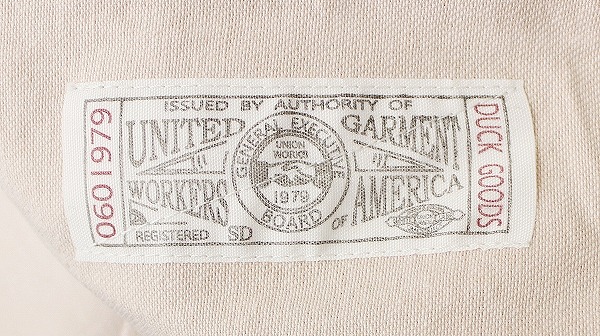 ISSUED BY AUTHORITY OF
UNITED GARMENT
WORKERS OF AMERICA
GENERAL EXECUTIVE
BOARD
UNION
1979
REGISTERED SD
0601979
DUCK GOODS